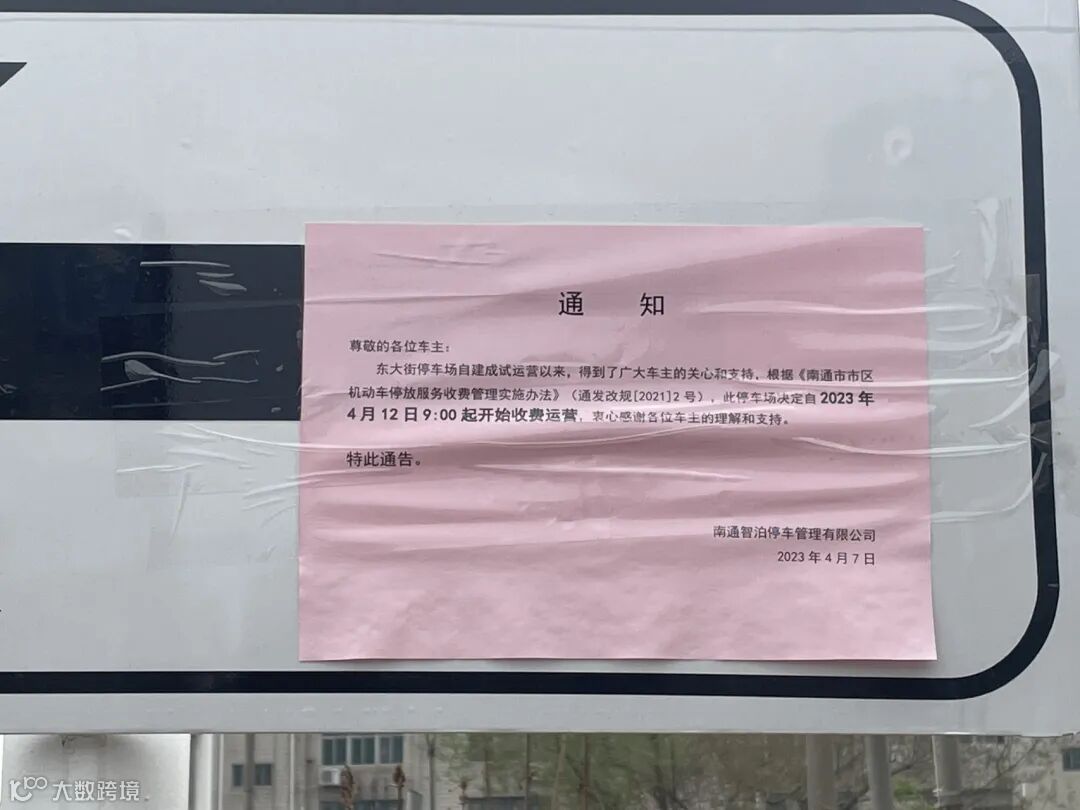 通 知
尊敬的各位车主：
东大街停车场自建成试运营以来，得到了广大车主的关心和支持，根据《南通市市区
机动车停放服务收费管理实施办法》（通发改规[2021]2 号），此停车场决定自 2023 年
4 月 12 日 9:00 起开始收费运营，衷心感谢各位车主的理解和支持。
特此通告。
南通智泊停车管理有限公司
2023 年 4 月 7 日
大数跨境